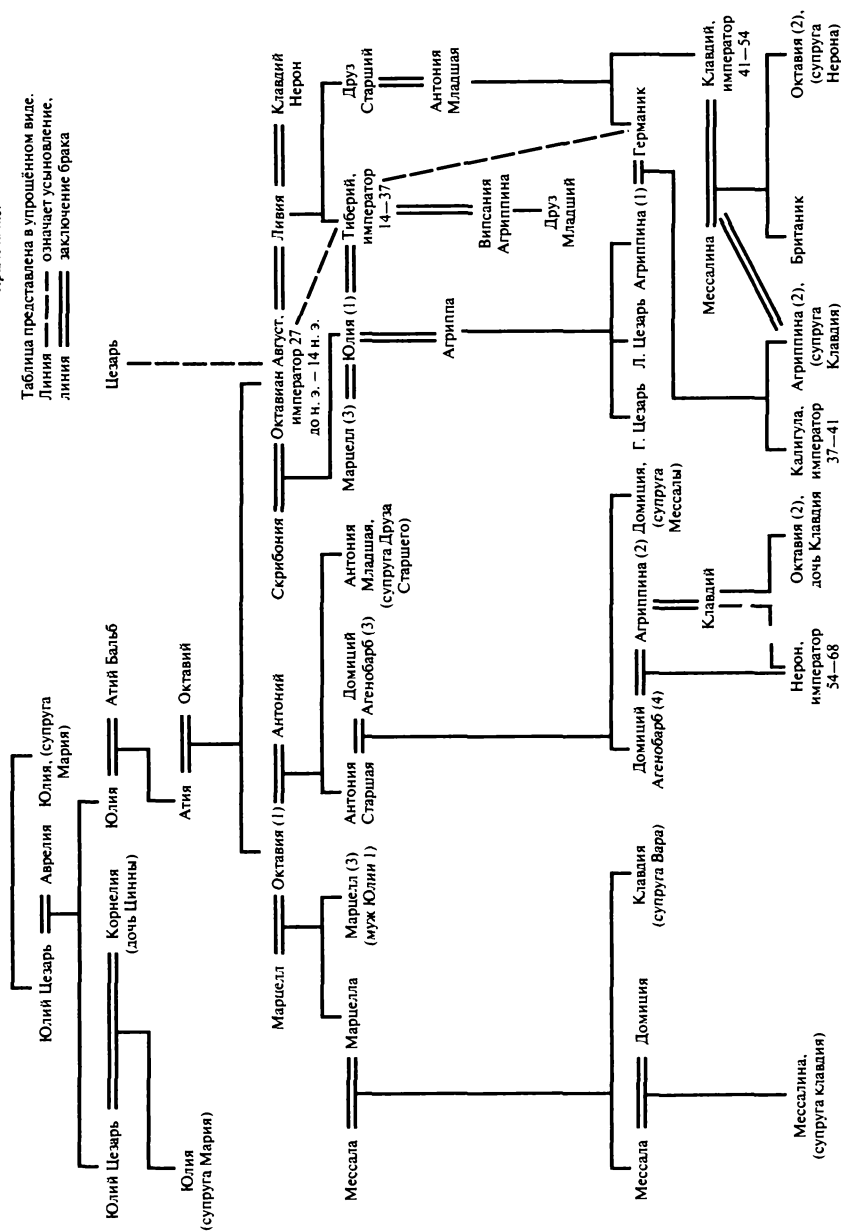 Таблица представлена в упрощённом виде.
Линия — — — означает усыновление,
линия ═══ заключение брака
Юлий Цезарь
Аврелия
Юлия, (супруга
Мария)
Юлий Цезарь
Корнелия
(дочь Цинны)
Юлия
Атий Бальб
Цезарь
Юлия
(супруга Мария)
Атия
Октавий
Марцелл
Октавия (1)
Антоний
Скрибония
Октавиан Август,
император 27
до н. э. – 14 н. э.
Ливия
Клавдий
Нерон
Мессала
Марцелла
Марцелл (3)
(муж Юлии 1)
Антония
Старшая
Домиций
Агенобарб (3)
Антония
Младшая,
(супруга Друза
Старшего)
Марцелл (3)
Юлия (1)
Тиберий,
император
14–37
Друз
Старший
Антония
Младшая
Агриппа
Випсания
Агриппина
Друз
Младший
Мессала
Домиция
Клавдия
(супруга Вара)
Домиций
Агенобарб (4)
Агриппина (2)
Домиция,
(супруга
Мессалы)
Г. Цезарь
Л. Цезарь
Агриппина (1)
Германик
Клавдий,
император
41–54
Клавдий
Мессалина
Мессалина,
(супруга клавдия)
Нерон,
император
54–68
Октавия (2),
дочь Клавдия
Калигула,
император
37–41
Агриппина (2),
(супруга
Клавдия)
Британик
Октавия (2),
(супруга
Нерона)